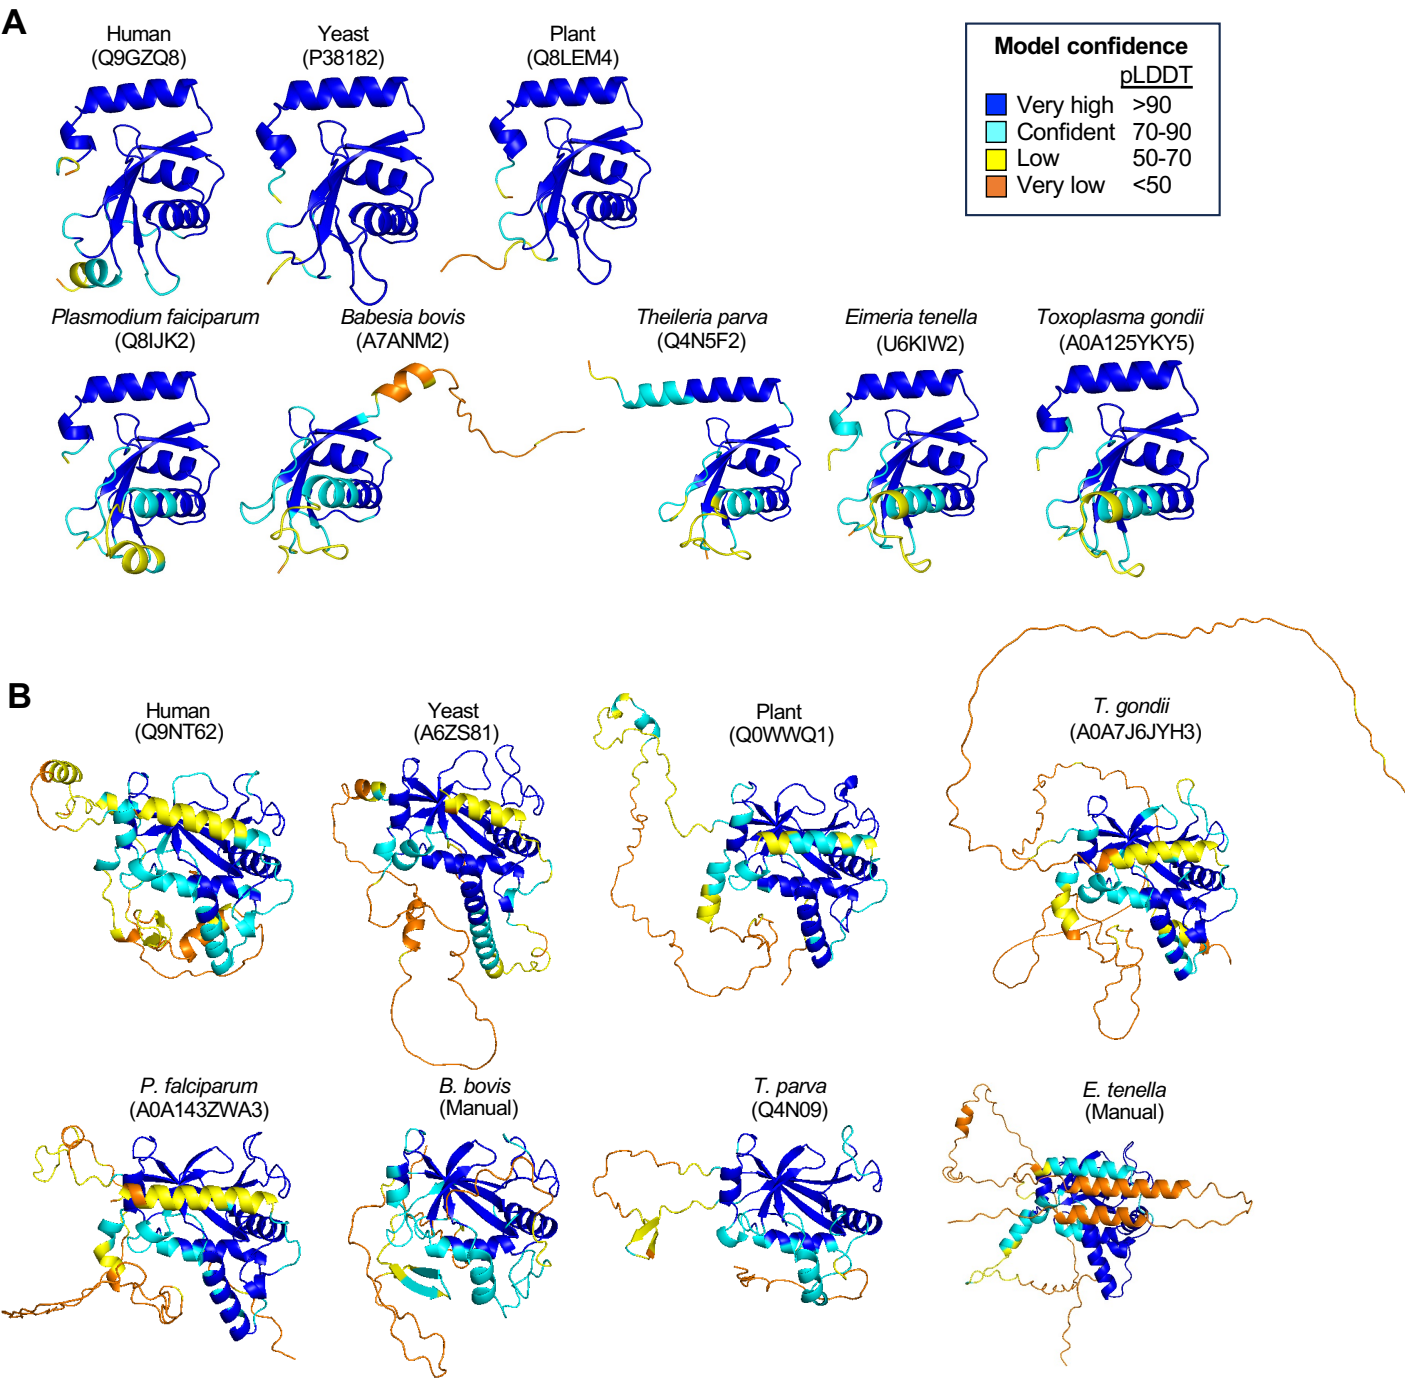 A
Human
(Q9GZQ8)
Yeast
(P38182)
Plant
(Q8LEM4)
Model confidence
pLDDT
Very high >90
Confident 70-90
Low 50-70
Very low <50
Plasmodium faiciparum
(Q8IJK2)
Babesia bovis
(A7ANM2)
Theileria parva
(Q4N5F2)
Eimeria tenella
(U6KIW2)
Toxoplasma gondii
(A0A125YKY5)
B
Human
(Q9NT62)
Yeast
(A6ZS81)
Plant
(Q0WWQ1)
T. gondii
(A0A7J6JYH3)
P. falciparum
(A0A143ZWA3)
B. bovis
(Manual)
T. parva
(Q4N09)
E. tenella
(Manual)